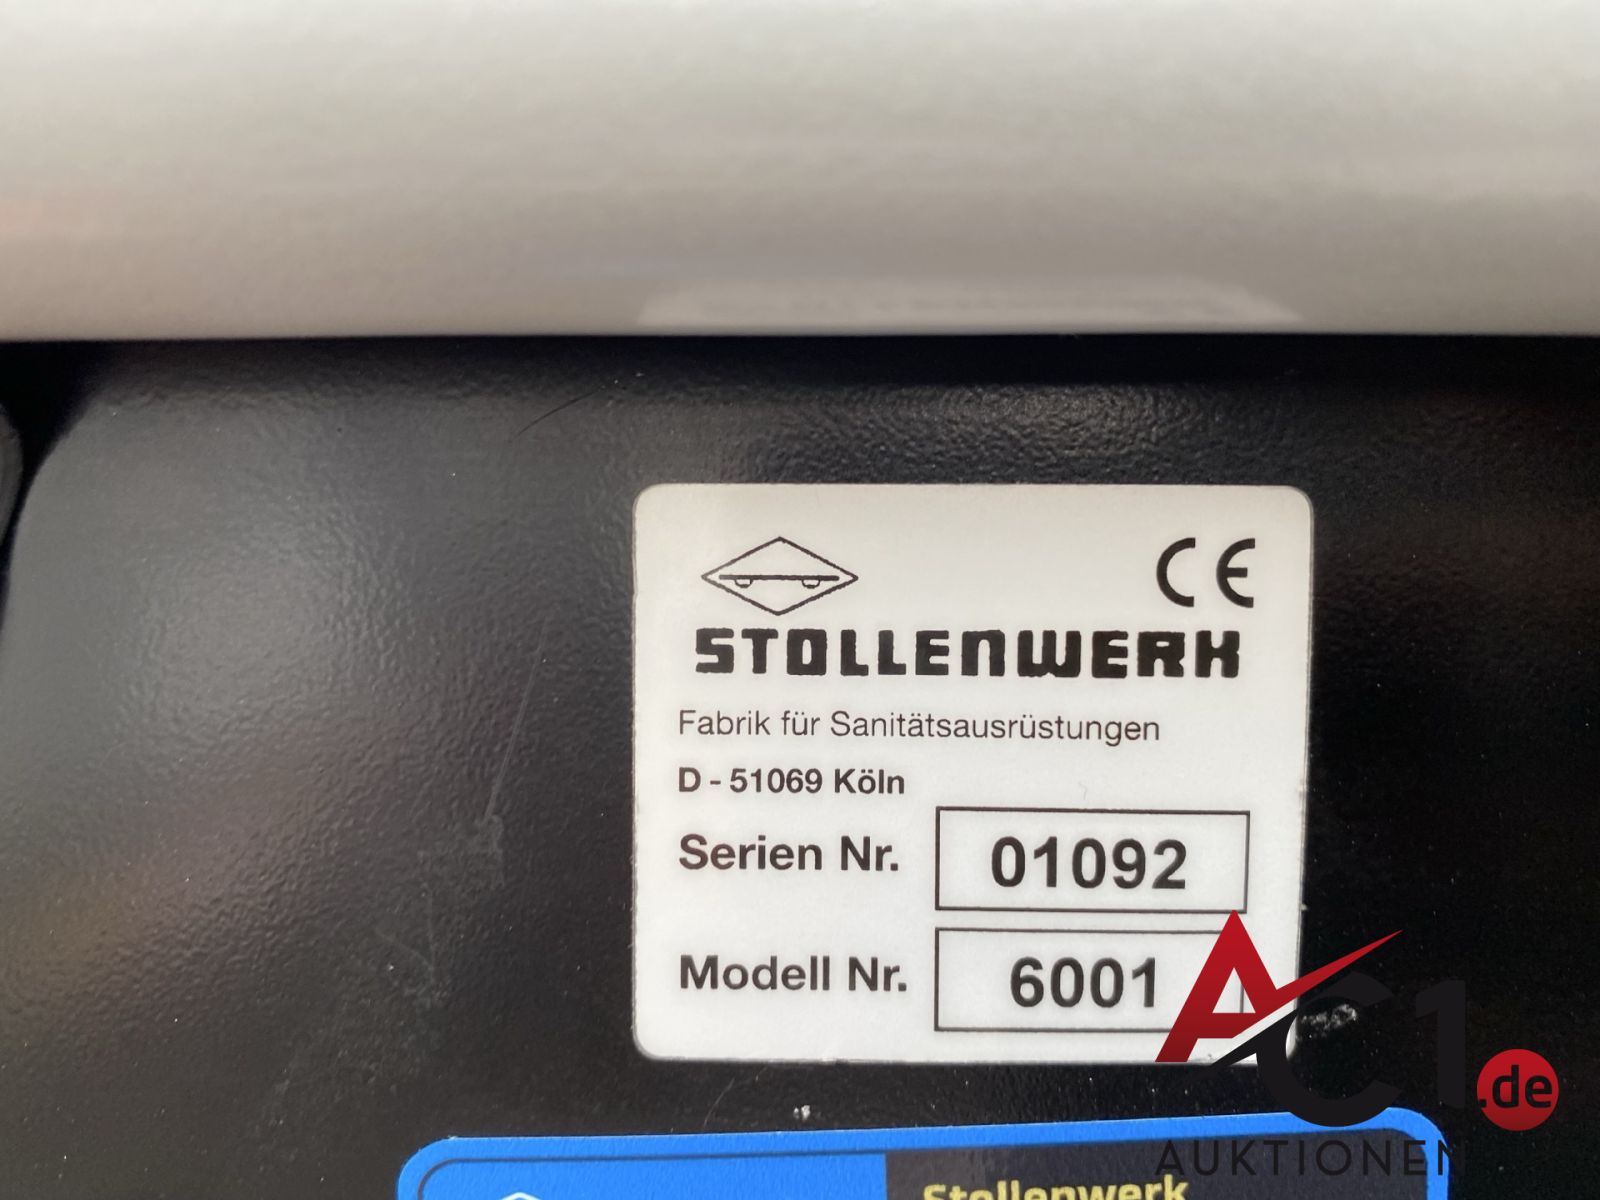 CE
STOLLENWERK
Fabrik für Sanitätsausrüstungen
D - 51069 Köln
Serien Nr. 01092
Modell Nr. 6001
AC1.de
AUKTIONEN
Stollenwerk